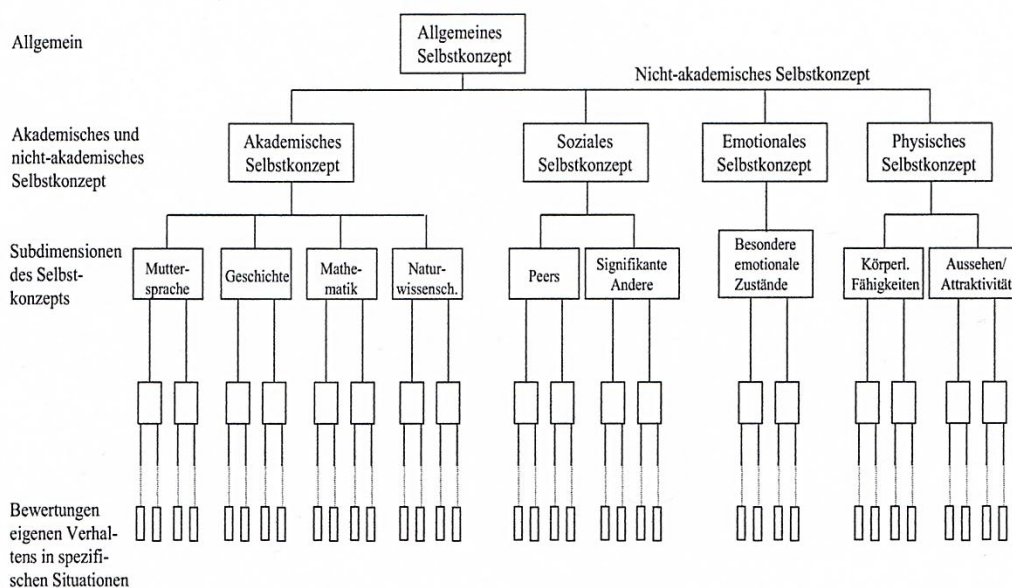 Allgemein
Allgemeines
Selbstkonzept
Nicht-akademisches Selbstkonzept
Akademisches und
nicht-akademisches
Selbstkonzept
Akademisches
Selbstkonzept
Soziales
Selbstkonzept
Emotionales
Selbstkonzept
Physisches
Selbstkonzept
Subdimensionen
des Selbst-
konzepts
Mutter-
sprache
Geschichte
Mathe-
matik
Natur-
wissensch.
Peers
Signifikante
Andere
Besondere
emotionale
Zustände
Körperl.
Fähigkeiten
Aussehen/
Attraktivität
Bewertungen
eigenen Verhal-
tens in spezifi-
schen Situationen